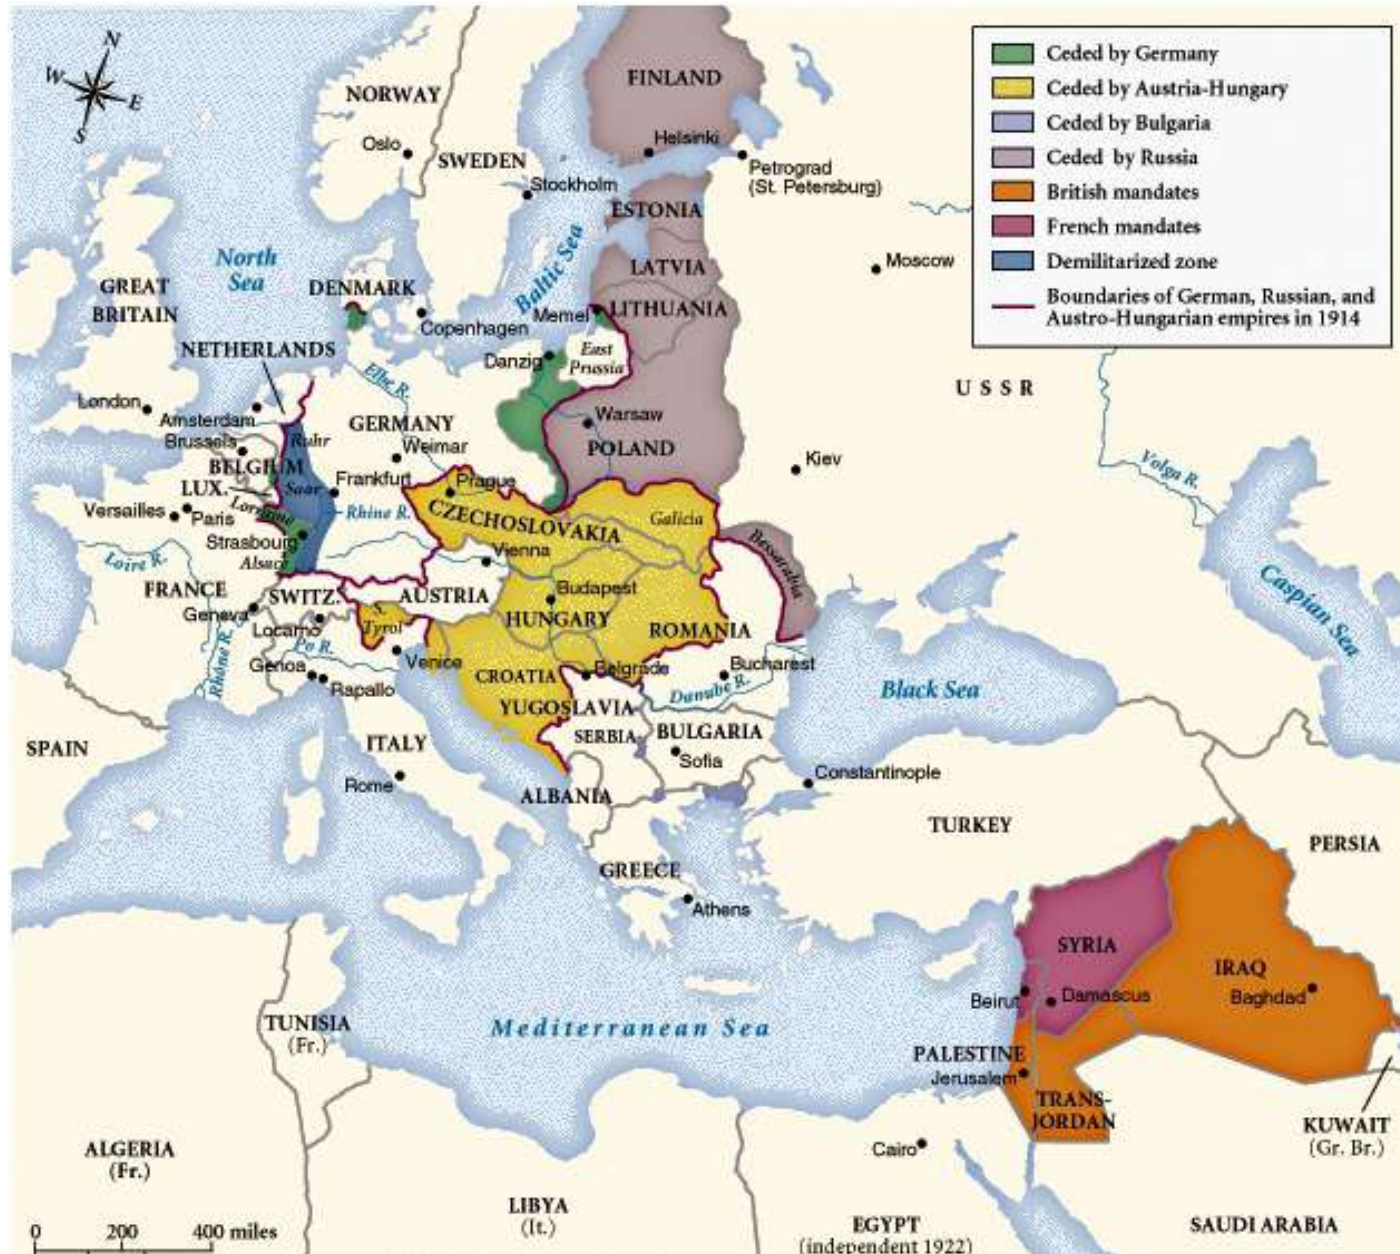 N
W
E
S
Ceded by Germany
Ceded by Austria-Hungary
Ceded by Bulgaria
Ceded by Russia
British mandates
French mandates
Demilitarized zone
Boundaries of German, Russian, and
Austro-Hungarian empires in 1914
FINLAND
NORWAY
Helsinki
Oslo
SWEDEN
Petrograd
(St. Petersburg)
Stockholm
ESTONIA
North
Sea
Baltic Sea
Moscow
LATVIA
GREAT
BRITAIN
DENMARK
LITHUANIA
Memel
Copenhagen
NETHERLANDS
Danzig
East
Prussia
Elbe R.
USSR
London
Amsterdam
Warsaw
GERMANY
Brussels
Ruhr
Weimar
POLAND
BELGIUM
Kiev
Volga R.
LUX.
Saar
Frankfurt
Prague
Lorraine
Versailles
Paris
Rhine R.
CZECHOSLOVAKIA
Galicia
Strasbourg
Alsace
Vienna
Bessarabia
Loire R.
FRANCE
SWITZ.
AUSTRIA
Budapest
Caspian Sea
Geneva
S.
Tyrol
HUNGARY
Locarno
ROMANIA
Rhône R.
Po R.
Venice
Genoa
CROATIA
Belgrade
Bucharest
Rapallo
Danube R.
Black Sea
YUGOSLAVIA
SPAIN
ITALY
SERBIA
BULGARIA
Sofia
Rome
ALBANIA
Constantinople
TURKEY
PERSIA
GREECE
Athens
SYRIA
IRAQ
Beirut
Damascus
Baghdad
TUNISIA
(Fr.)
Mediterranean Sea
PALESTINE
Jerusalem
TRANS-
JORDAN
KUWAIT
(Gr. Br.)
ALGERIA
(Fr.)
Cairo
LIBYA
(It.)
EGYPT
(independent 1922)
SAUDI ARABIA
0 200 400 miles